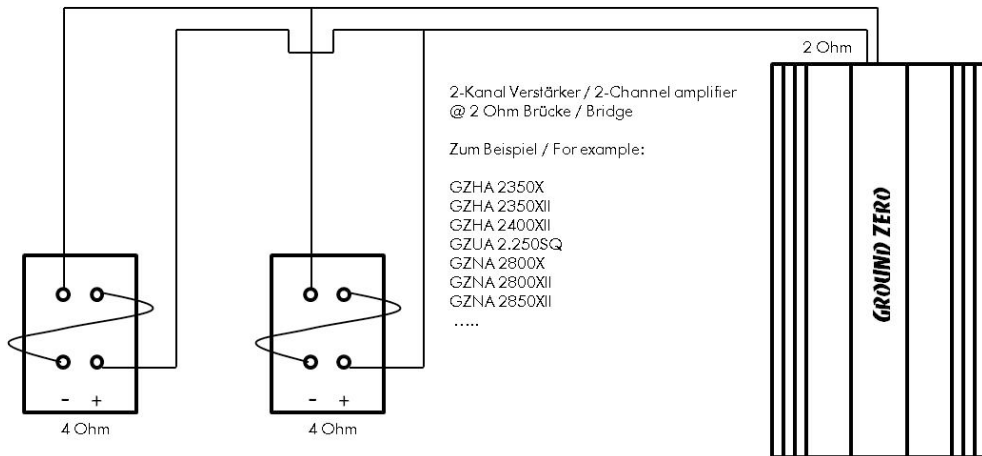 2 Ohm
2-Kanal Verstärker / 2-Channel amplifier
@ 2 Ohm Brücke / Bridge
Zum Beispiel / For example:
GZHA 2350X
GZHA 2350XII
GZHA 2400XII
GZUA 2.250SQ
GZNA 2800X
GZNA 2800XII
GZNA 2850XII
.....
GROUND ZERO
- +
- +
4 Ohm
4 Ohm